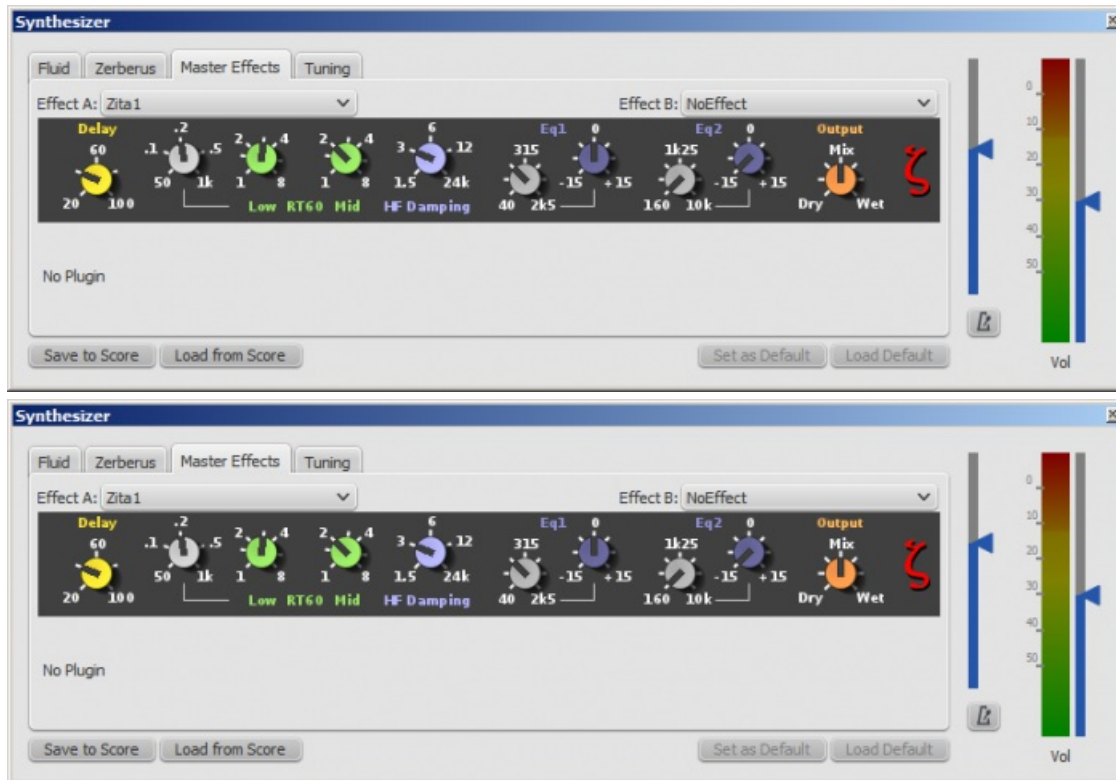 Synthesizer
Fluid Zerberus Master Effects Tuning
Effect A: Zita1 Effect B: NoEffect
Delay .2 6 Eq1 0 Eq2 0 Output
60 .1 .5 2 4 2 4 3 12 315 1k25 Mix
50 1k 1 8 1 8 1.5 24k -15 +15 -15 +15
20 100 Low RT60 Mid HF Damping 40 2k5 160 10k Dry Wet
ζ
No Plugin
Save to Score Load from Score Set as Default Load Default
0
10
20
30
40
50
Vol
Synthesizer
Fluid Zerberus Master Effects Tuning
Effect A: Zita1 Effect B: NoEffect
Delay .2 6 Eq1 0 Eq2 0 Output
60 .1 .5 2 4 2 4 3 12 315 1k25 Mix
50 1k 1 8 1 8 1.5 24k -15 +15 -15 +15
20 100 Low RT60 Mid HF Damping 40 2k5 160 10k Dry Wet
ζ
No Plugin
Save to Score Load from Score Set as Default Load Default
0
10
20
30
40
50
Vol